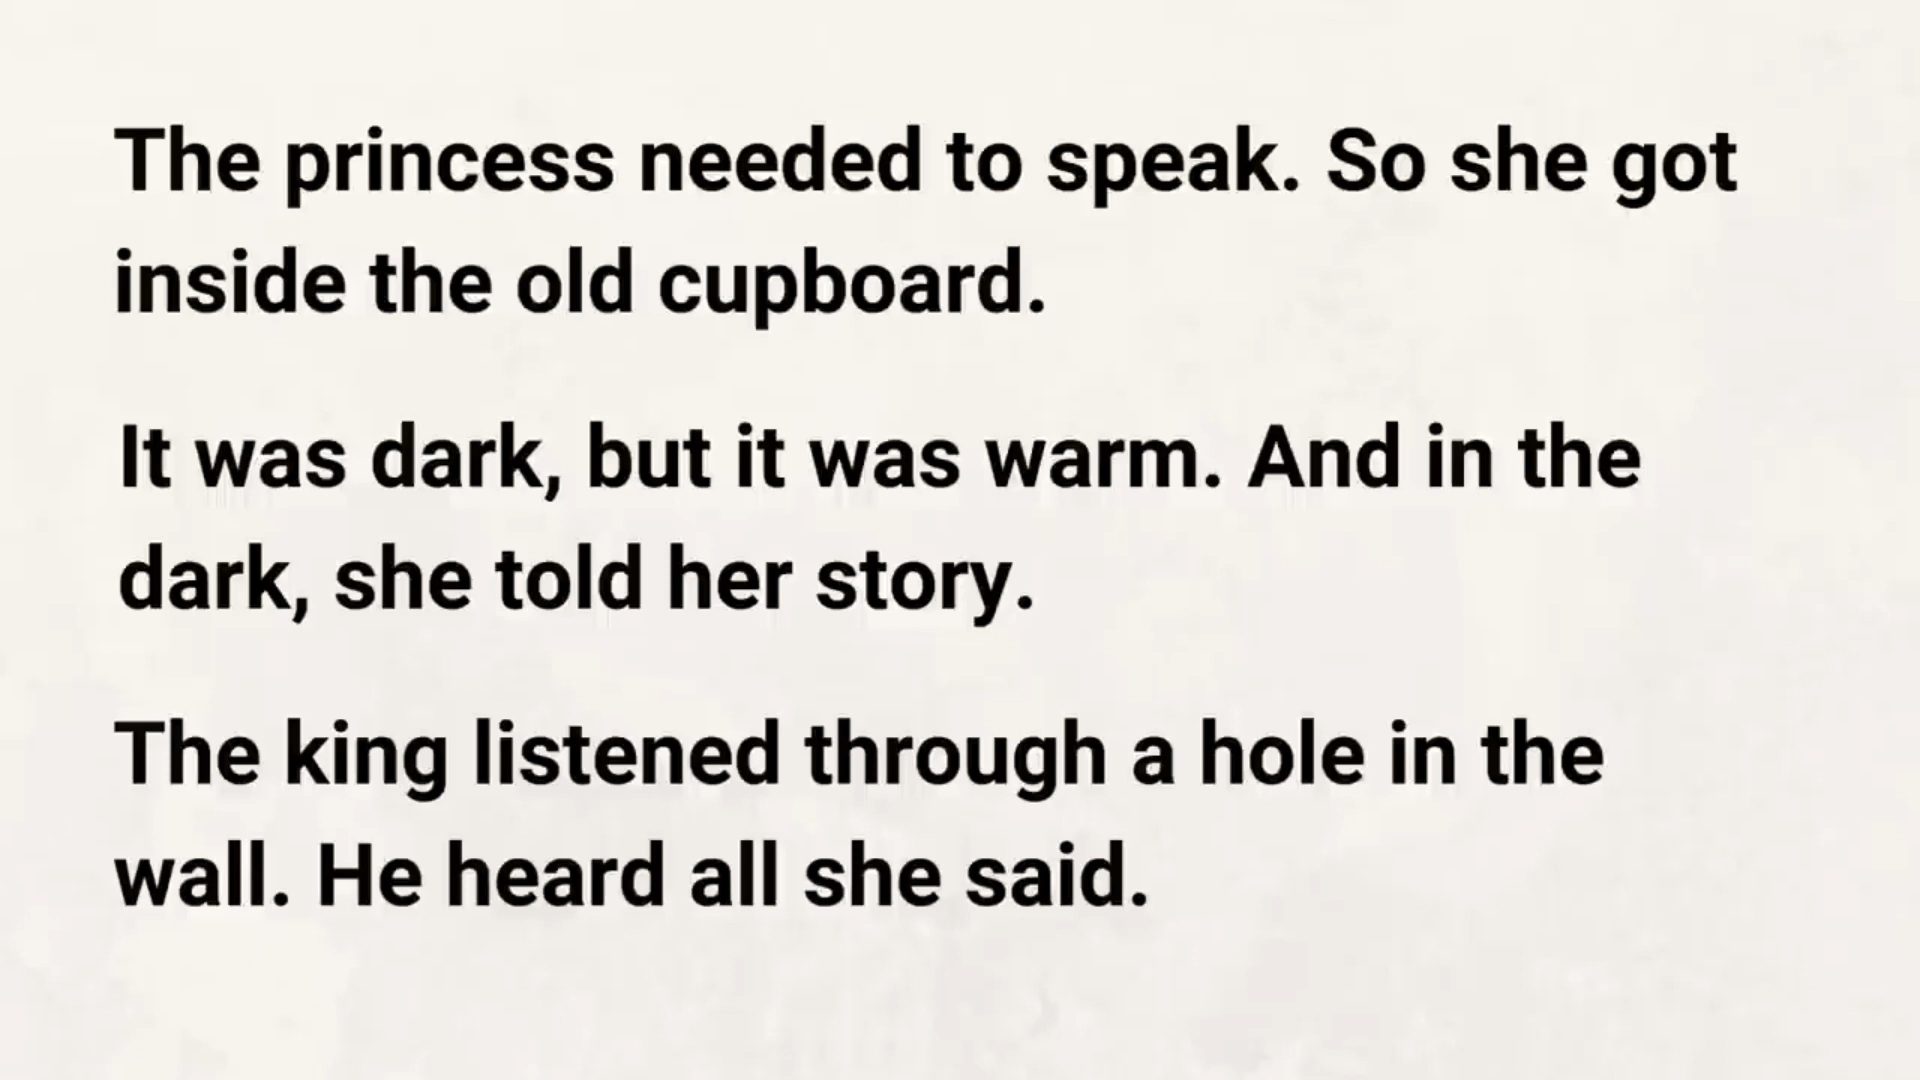 The princess needed to speak. So she got
inside the old cupboard.
It was dark, but it was warm. And in the
dark, she told her story.
The king listened through a hole in the
wall. He heard all she said.